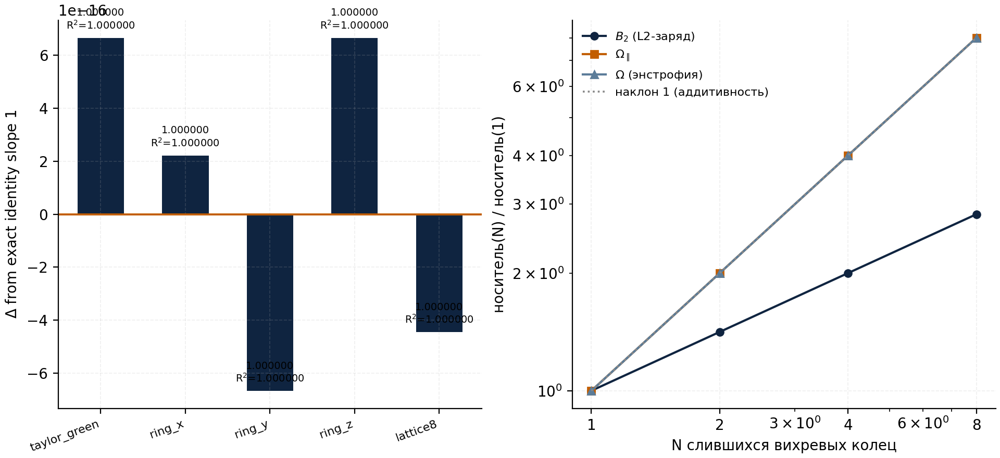 1e−16
1.000000
R²=1.000000
1.000000
R²=1.000000
1.000000
R²=1.000000
1.000000
R²=1.000000
1.000000
R²=1.000000
Δ from exact identity slope 1
6
4
2
0
−2
−4
−6
taylor_green
ring_x
ring_y
ring_z
lattice8
B₂ (L2-заряд)
Ω∥
Ω (энстрофия)
наклон 1 (аддитивность)
носитель(N) / носитель(1)
6 × 10⁰
4 × 10⁰
3 × 10⁰
2 × 10⁰
10⁰
1
2
3 × 10⁰
4
6 × 10⁰
8
N слившихся вихревых колец